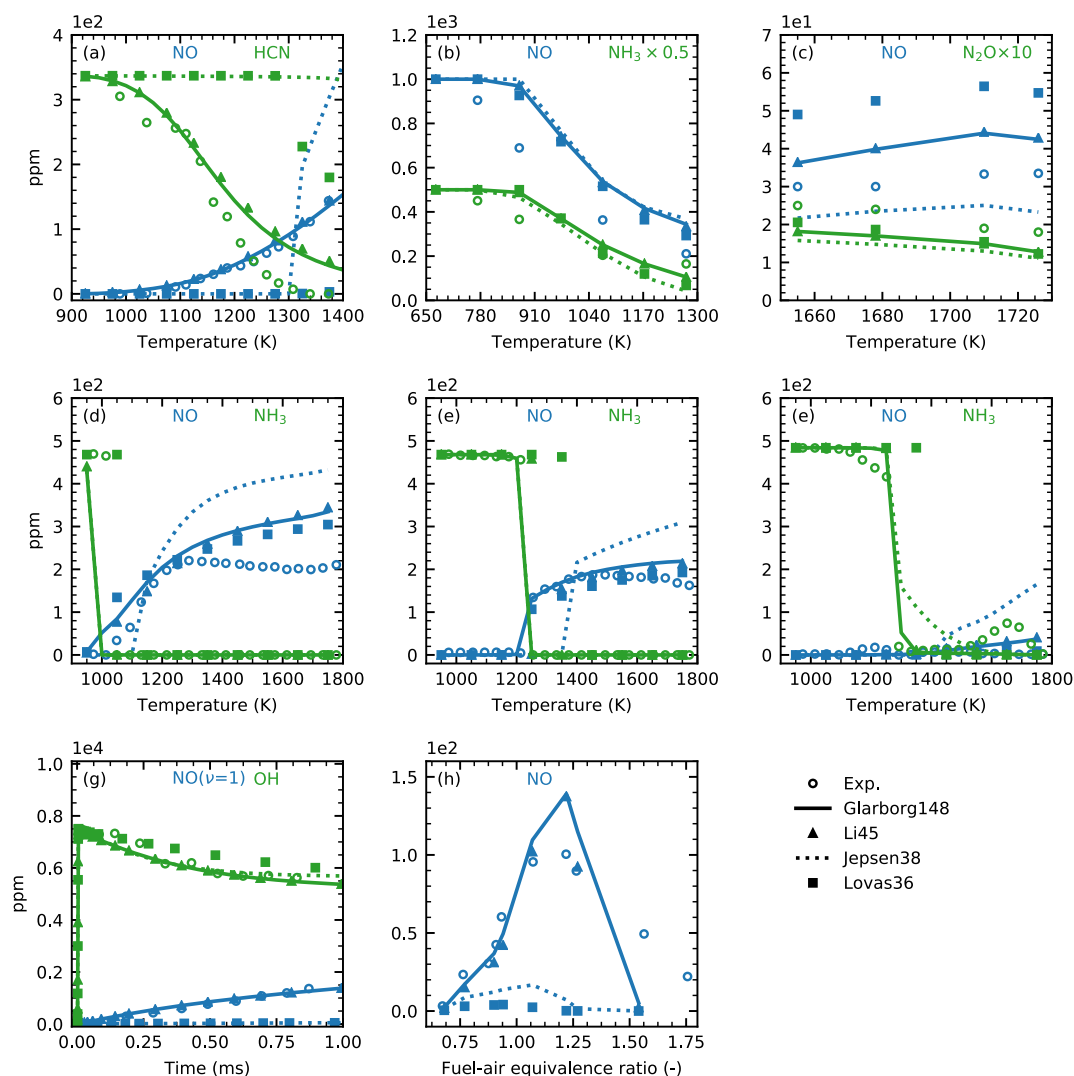 1e2
(a) NO HCN
ppm
4
3
2
1
0
900 1000 1100 1200 1300 1400
Temperature (K)
1e3
(b) NO NH₃ × 0.5
1.2
1.0
0.8
0.6
0.4
0.2
0.0
650 780 910 1040 1170 1300
Temperature (K)
1e1
(c) NO N₂O×10
7
6
5
4
3
2
1
0
1660 1680 1700 1720
Temperature (K)
1e2
(d) NO NH₃
ppm
6
5
4
3
2
1
0
1000 1200 1400 1600 1800
Temperature (K)
1e2
(e) NO NH₃
6
5
4
3
2
1
0
1000 1200 1400 1600 1800
Temperature (K)
1e2
(e) NO NH₃
6
5
4
3
2
1
0
1000 1200 1400 1600 1800
Temperature (K)
1e4
(g) NO(ν=1) OH
ppm
1.0
0.8
0.6
0.4
0.2
0.0
0.00 0.25 0.50 0.75 1.00
Time (ms)
1e2
(h) NO
1.5
1.0
0.5
0.0
0.75 1.00 1.25 1.50 1.75
Fuel-air equivalence ratio (-)
Exp.
Glarborg148
Li45
Jepsen38
Lovas36